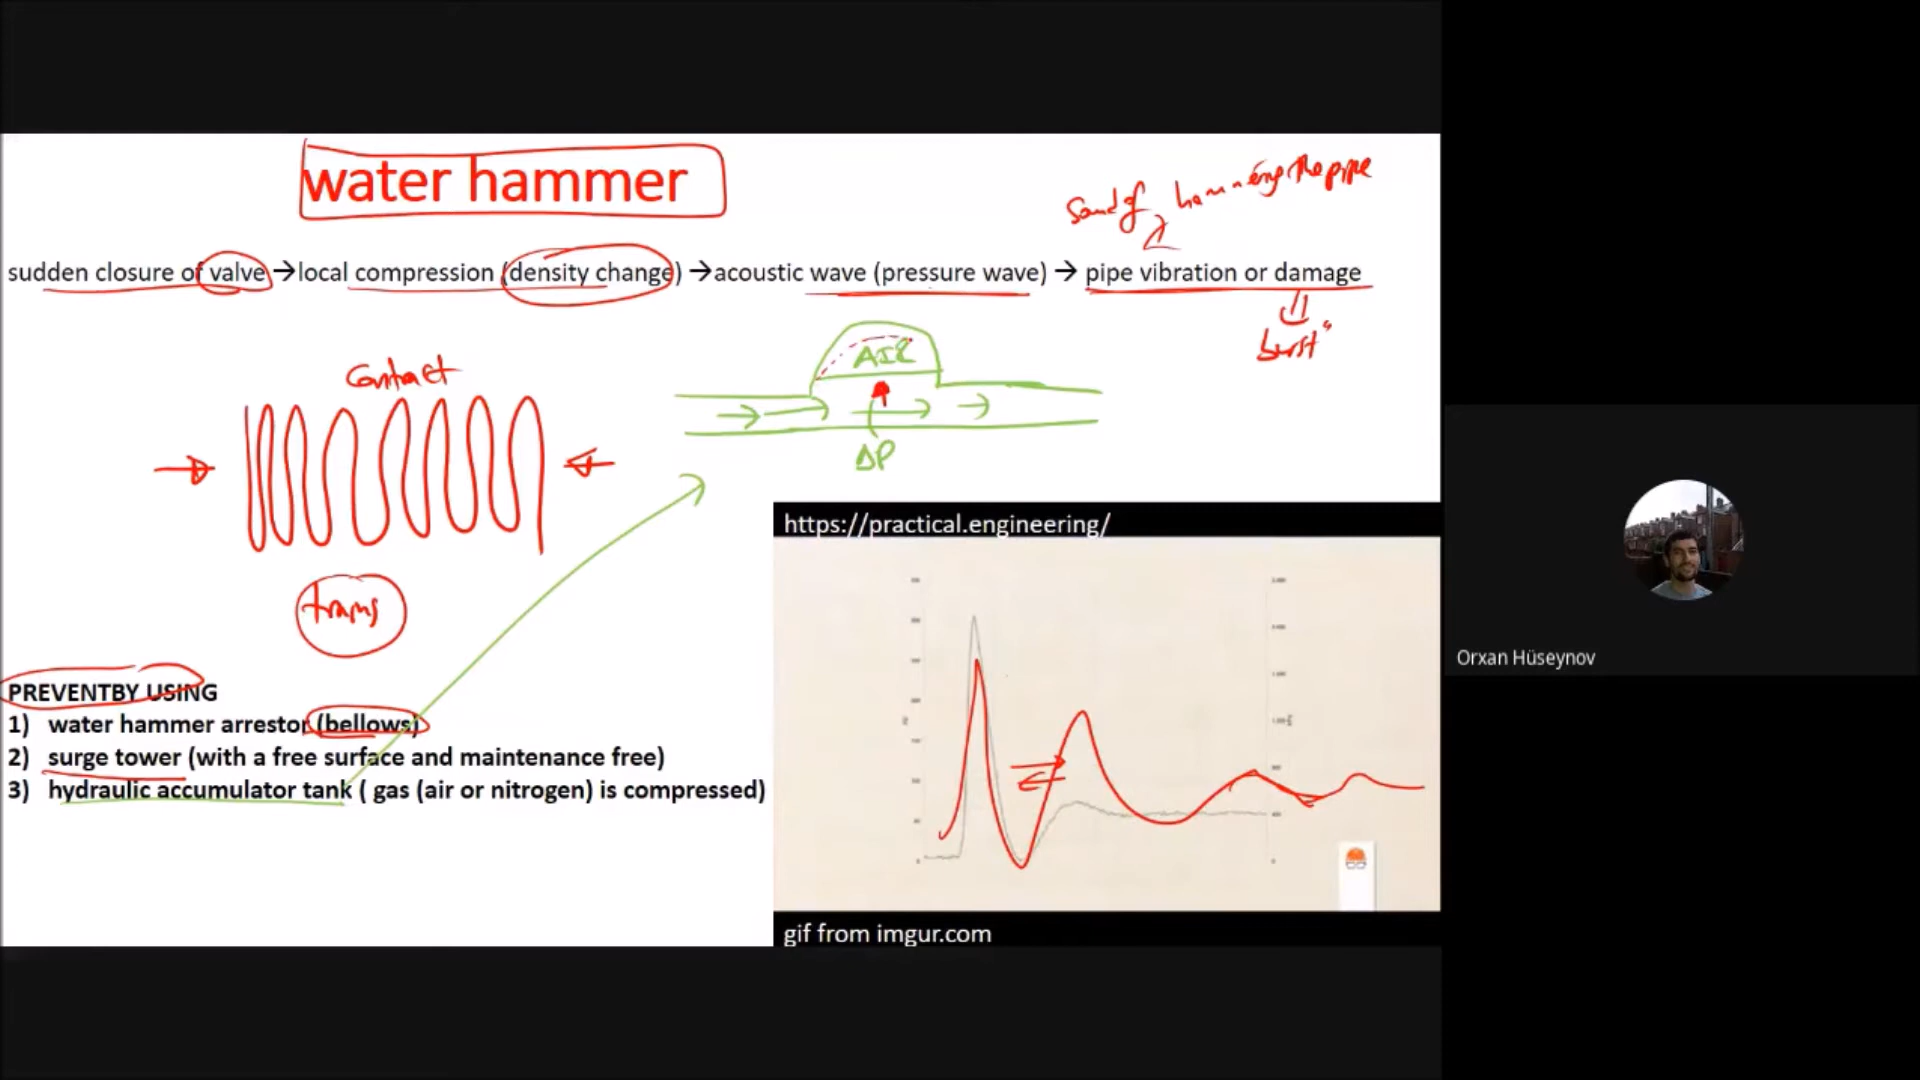 water hammer
Sound of hammering the pipe
sudden closure of valve →local compression (density change) →acoustic wave (pressure wave) → pipe vibration or damage
burst
AIR
ΔP
PREVENTBY USING
1) water hammer arrestor (bellows)
2) surge tower (with a free surface and maintenance free)
3) hydraulic accumulator tank ( gas (air or nitrogen) is compressed)
https://practical.engineering/
gif from imgur.com
Orxan Hüseynov